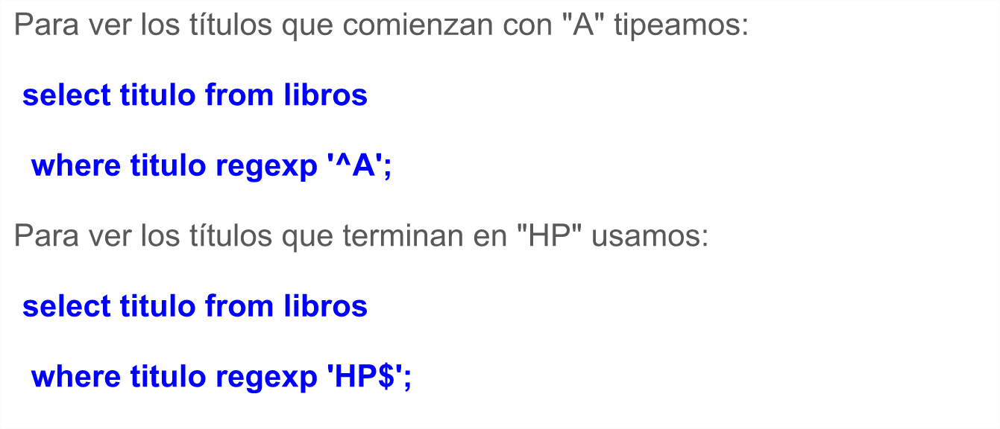 Para ver los títulos que comienzan con "A" tipeamos:
select titulo from libros
where titulo regexp '^A';
Para ver los títulos que terminan en "HP" usamos:
select titulo from libros
where titulo regexp 'HP$';